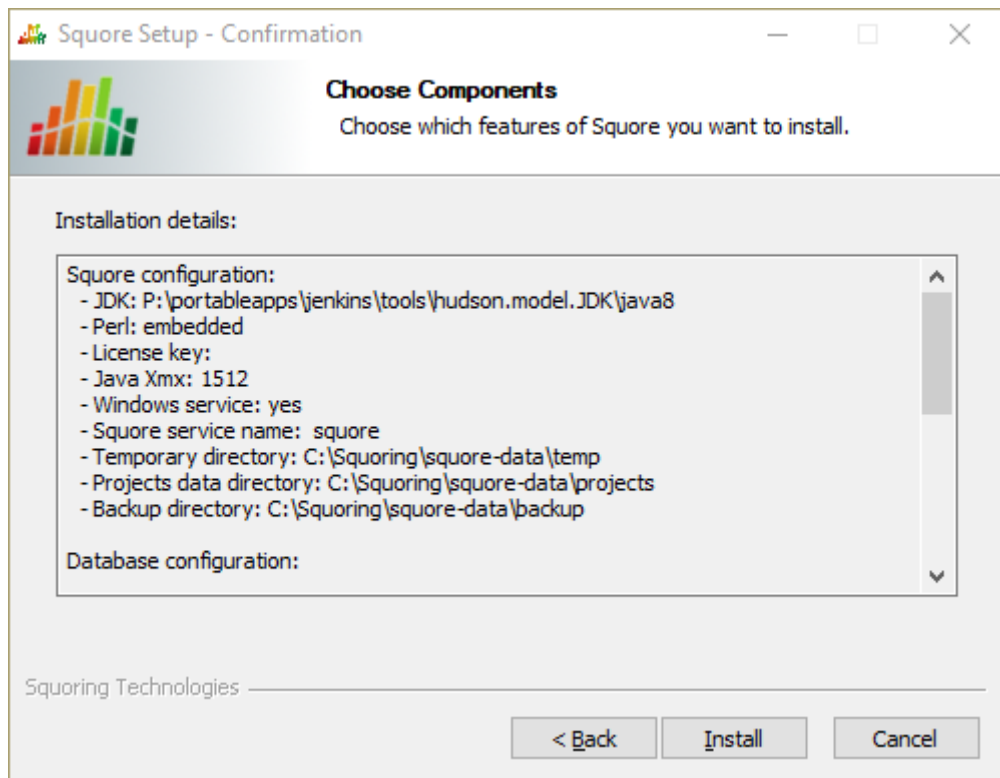 Squore Setup - Confirmation
Choose Components
Choose which features of Squore you want to install.
Installation details:
Squore configuration:
- JDK: P:\portableapps\jenkins\tools\hudson.model.JDK\java8
- Perl: embedded
- License key:
- Java Xmx: 1512
- Windows service: yes
- Squore service name:  squore
- Temporary directory: C:\Squoring\squore-data\temp
- Projects data directory: C:\Squoring\squore-data\projects
- Backup directory: C:\Squoring\squore-data\backup
Database configuration:
Squoring Technologies
< Back Install Cancel